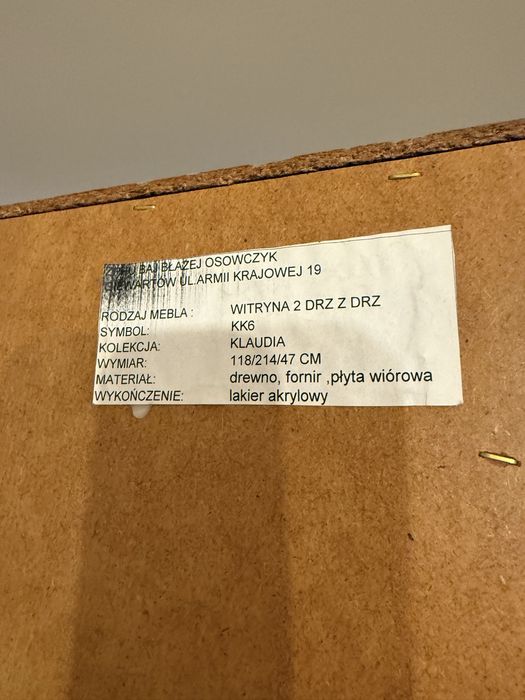 BAJ BŁAŻEJ OSOWCZYK
UL.ARMII KRAJOWEJ 19
RODZAJ MEBLA : WITRYNA 2 DRZ Z DRZ
SYMBOL: KK6
KOLEKCJA: KLAUDIA
WYMIAR: 118/214/47 CM
MATERIAŁ: drewno, fornir ,płyta wiórowa
WYKOŃCZENIE: lakier akrylowy